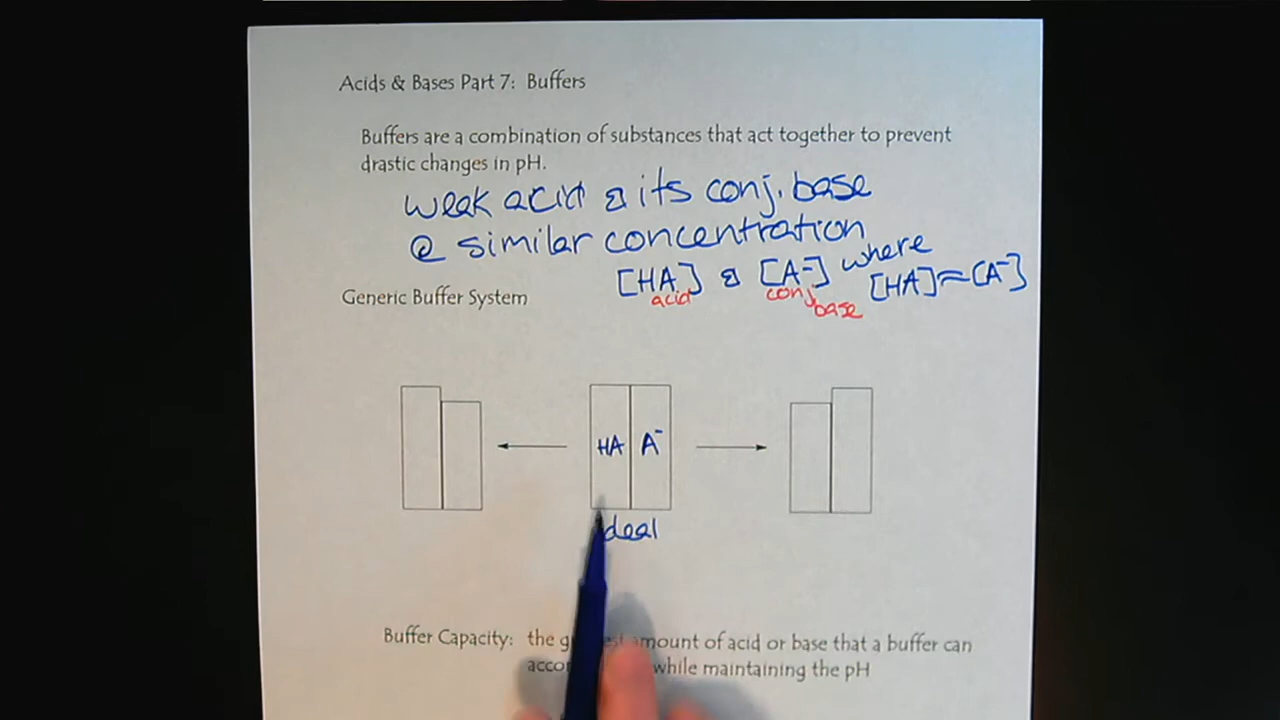 Acids & Bases Part 7: Buffers
Buffers are a combination of substances that act together to prevent
drastic changes in pH.
weak acid & its conj. base
@ similar concentration
[HA] & [A-] where
[HA]≈[A-]
acid conj
base
Generic Buffer System
HA A-
ideal
Buffer Capacity: the amount of acid or base that a buffer can
while maintaining the pH